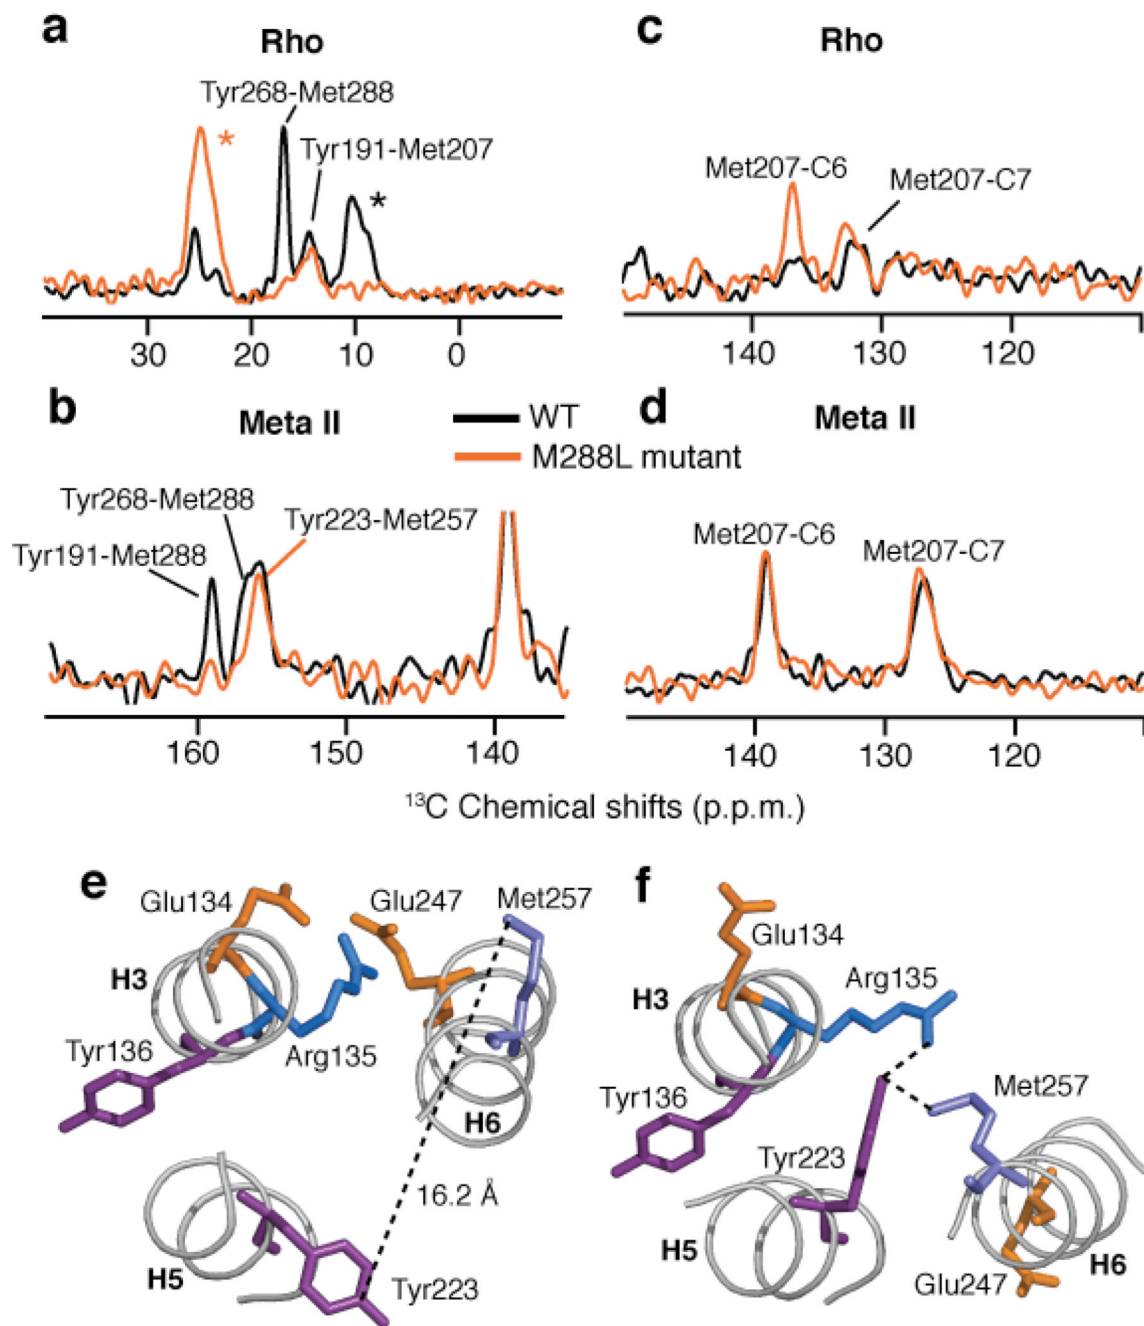 a
Rho
Tyr268-Met288
Tyr191-Met207
*
*
30 20 10 0
c
Rho
Met207-C6
Met207-C7
140 130 120
b
Meta II
WT
M288L mutant
Tyr268-Met288
Tyr223-Met257
Tyr191-Met288
160 150 140
d
Meta II
Met207-C6
Met207-C7
140 130 120
¹³C Chemical shifts (p.p.m.)
e
Glu134
Glu247
Met257
H3
Tyr136
Arg135
H6
16.2 Å
H5
Tyr223
f
Glu134
Arg135
H3
Met257
Tyr136
Tyr223
H5
H6
Glu247